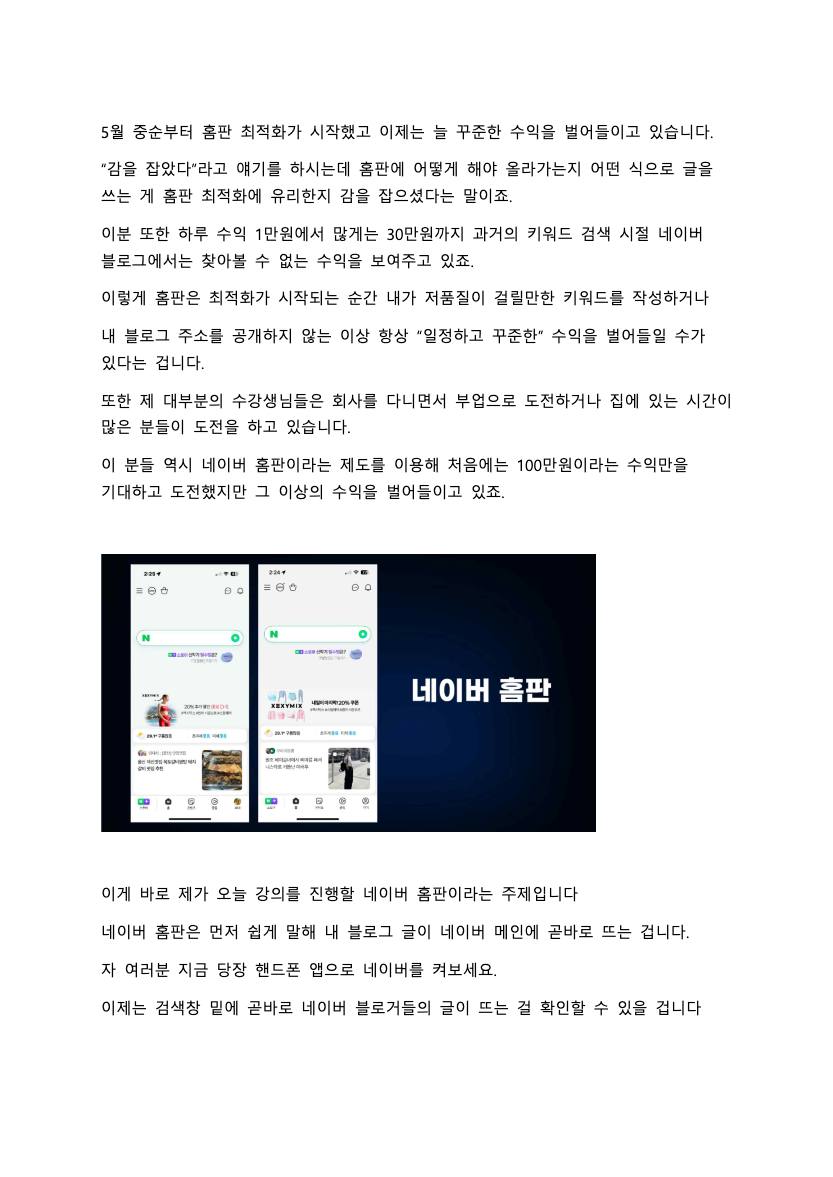 5월 중순부터 홈판 최적화가 시작했고 이제는 늘 꾸준한 수익을 벌어들이고 있습니다.
“감을 잡았다”라고 얘기를 하시는데 홈판에 어떻게 해야 올라가는지 어떤 식으로 글을
쓰는 게 홈판 최적화에 유리한지 감을 잡으셨다는 말이죠.
이분 또한 하루 수익 1만원에서 많게는 30만원까지 과거의 키워드 검색 시절 네이버
블로그에서는 찾아볼 수 없는 수익을 보여주고 있죠.
이렇게 홈판은 최적화가 시작되는 순간 내가 저품질이 걸릴만한 키워드를 작성하거나
내 블로그 주소를 공개하지 않는 이상 항상 “일정하고 꾸준한” 수익을 벌어들일 수가
있다는 겁니다.
또한 제 대부분의 수강생님들은 회사를 다니면서 부업으로 도전하거나 집에 있는 시간이
많은 분들이 도전을 하고 있습니다.
이 분들 역시 네이버 홈판이라는 제도를 이용해 처음에는 100만원이라는 수익만을
기대하고 도전했지만 그 이상의 수익을 벌어들이고 있죠.
2:25
N
XEXYMIX
29.1° 구름많음
2:24
N
XEXYMIX
29.1° 구름많음
네이버 홈판
이게 바로 제가 오늘 강의를 진행할 네이버 홈판이라는 주제입니다
네이버 홈판은 먼저 쉽게 말해 내 블로그 글이 네이버 메인에 곧바로 뜨는 겁니다.
자 여러분 지금 당장 핸드폰 앱으로 네이버를 켜보세요.
이제는 검색창 밑에 곧바로 네이버 블로거들의 글이 뜨는 걸 확인할 수 있을 겁니다